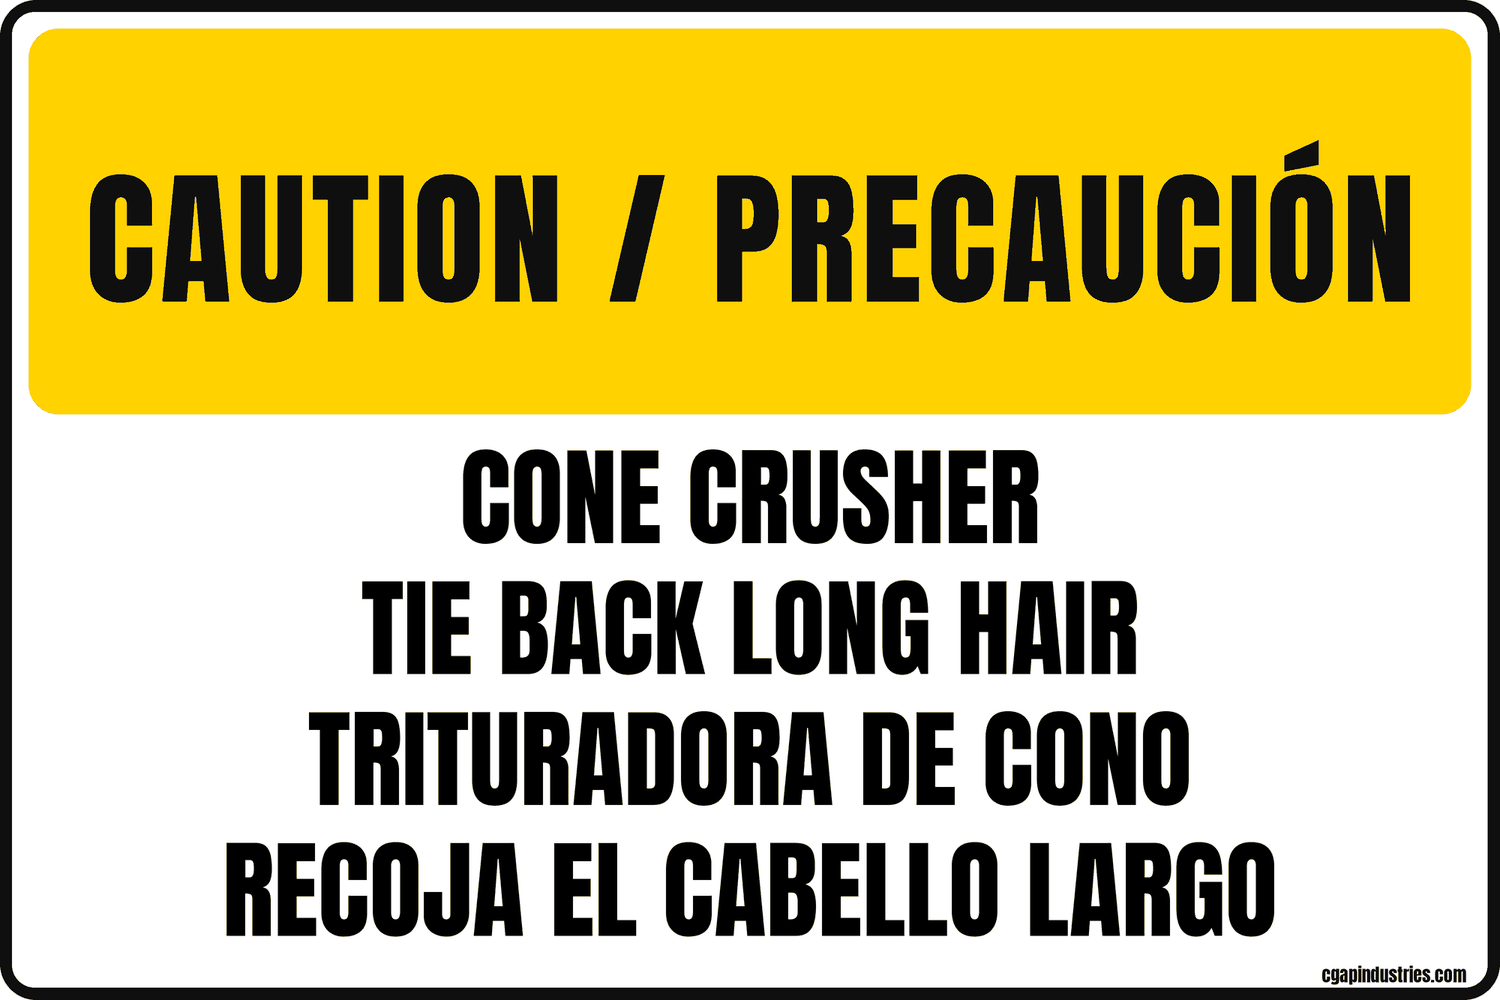 CAUTION / PRECAUCIÓN
CONE CRUSHER
TIE BACK LONG HAIR
TRITURADORA DE CONO
RECOJA EL CABELLO LARGO
cgapindustries.com